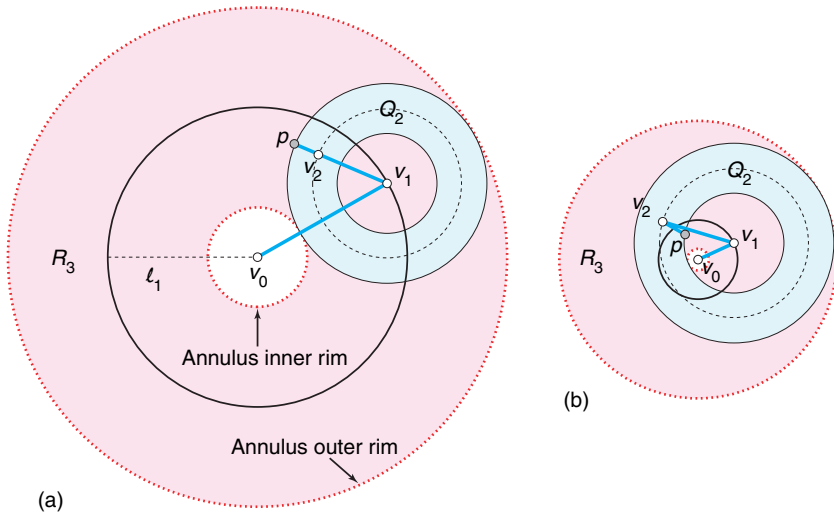 Q₂
p
v₂
v₁
R₃
ℓ₁
v₀
Annulus inner rim
Annulus outer rim
(a)
Q₂
v₂
p
v₁
v₀
R₃
(b)